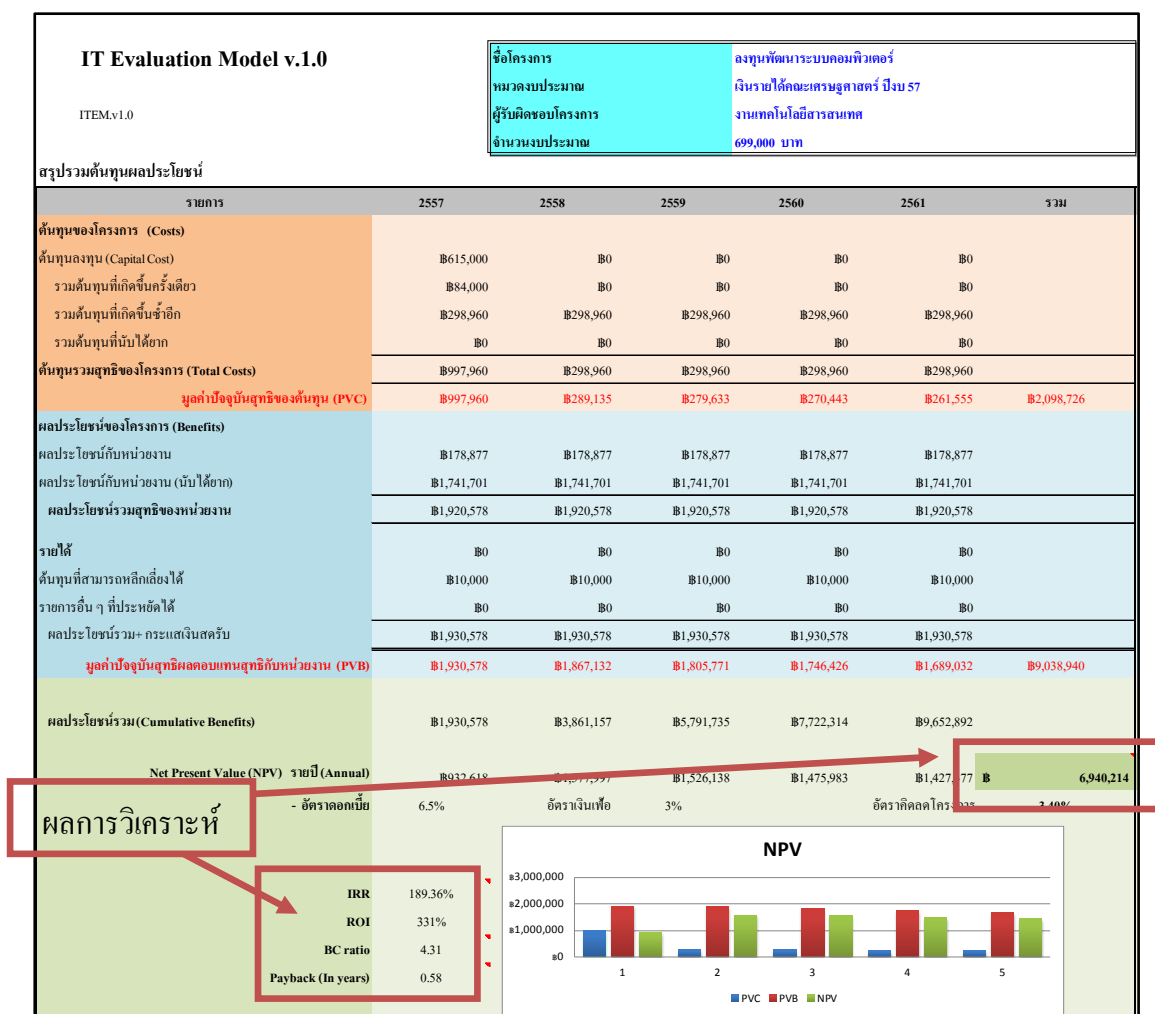 IT Evaluation Model v.1.0
ITEM.v1.0
ชื่อโครงการ ลงทุนพัฒนาระบบคอมพิวเตอร์
หมวดงบประมาณ เงินรายได้คณะเศรษฐศาสตร์ ปีงบ 57
ผู้รับผิดชอบโครงการ งานเทคโนโลยีสารสนเทศ
จำนวนงบประมาณ 699,000 บาท
สรุปรวมต้นทุนผลประโยชน์
รายการ 2557 2558 2559 2560 2561 รวม
ต้นทุนของโครงการ (Costs)
ต้นทุนลงทุน (Capital Cost) ฿615,000 ฿0 ฿0 ฿0 ฿0
รวมต้นทุนที่เกิดขึ้นครั้งเดียว ฿84,000 ฿0 ฿0 ฿0 ฿0
รวมต้นทุนที่เกิดขึ้นซ้ำอีก ฿298,960 ฿298,960 ฿298,960 ฿298,960 ฿298,960
รวมต้นทุนที่นับได้ยาก ฿0 ฿0 ฿0 ฿0 ฿0
ต้นทุนรวมสุทธิของโครงการ (Total Costs) ฿997,960 ฿298,960 ฿298,960 ฿298,960 ฿298,960
มูลค่าปัจจุบันสุทธิของต้นทุน (PVC) ฿997,960 ฿289,135 ฿279,633 ฿270,443 ฿261,555 ฿2,098,726
ผลประโยชน์ของโครงการ (Benefits)
ผลประโยชน์กับหน่วยงาน ฿178,877 ฿178,877 ฿178,877 ฿178,877 ฿178,877
ผลประโยชน์กับหน่วยงาน (นับได้ยาก) ฿1,741,701 ฿1,741,701 ฿1,741,701 ฿1,741,701 ฿1,741,701
ผลประโยชน์รวมสุทธิของหน่วยงาน ฿1,920,578 ฿1,920,578 ฿1,920,578 ฿1,920,578 ฿1,920,578
รายได้ ฿0 ฿0 ฿0 ฿0 ฿0
ต้นทุนที่สามารถหลีกเลี่ยงได้ ฿10,000 ฿10,000 ฿10,000 ฿10,000 ฿10,000
รายการอื่น ๆ ที่ประหยัดได้ ฿0 ฿0 ฿0 ฿0 ฿0
ผลประโยชน์รวม+ กระแสเงินสดรับ ฿1,930,578 ฿1,930,578 ฿1,930,578 ฿1,930,578 ฿1,930,578
มูลค่าปัจจุบันสุทธิผลตอบแทนสุทธิกับหน่วยงาน (PVB) ฿1,930,578 ฿1,867,132 ฿1,805,771 ฿1,746,426 ฿1,689,032 ฿9,038,940
ผลประโยชน์รวม(Cumulative Benefits) ฿1,930,578 ฿3,861,157 ฿5,791,735 ฿7,722,314 ฿9,652,892
Net Present Value (NPV) รายปี (Annual) ฿932,618 ฿1,577,997 ฿1,526,138 ฿1,475,983 ฿1,427,477 ฿ 6,940,214
- อัตราดอกเบี้ย 6.5% อัตราเงินเฟ้อ 3% อัตราคิดลดโครงการ 3.40%
ผลการวิเคราะห์
NPV
฿3,000,000
฿2,000,000
฿1,000,000
฿0
1 2 3 4 5
PVC PVB NPV
IRR 189.36%
ROI 331%
BC ratio 4.31
Payback (In years) 0.58